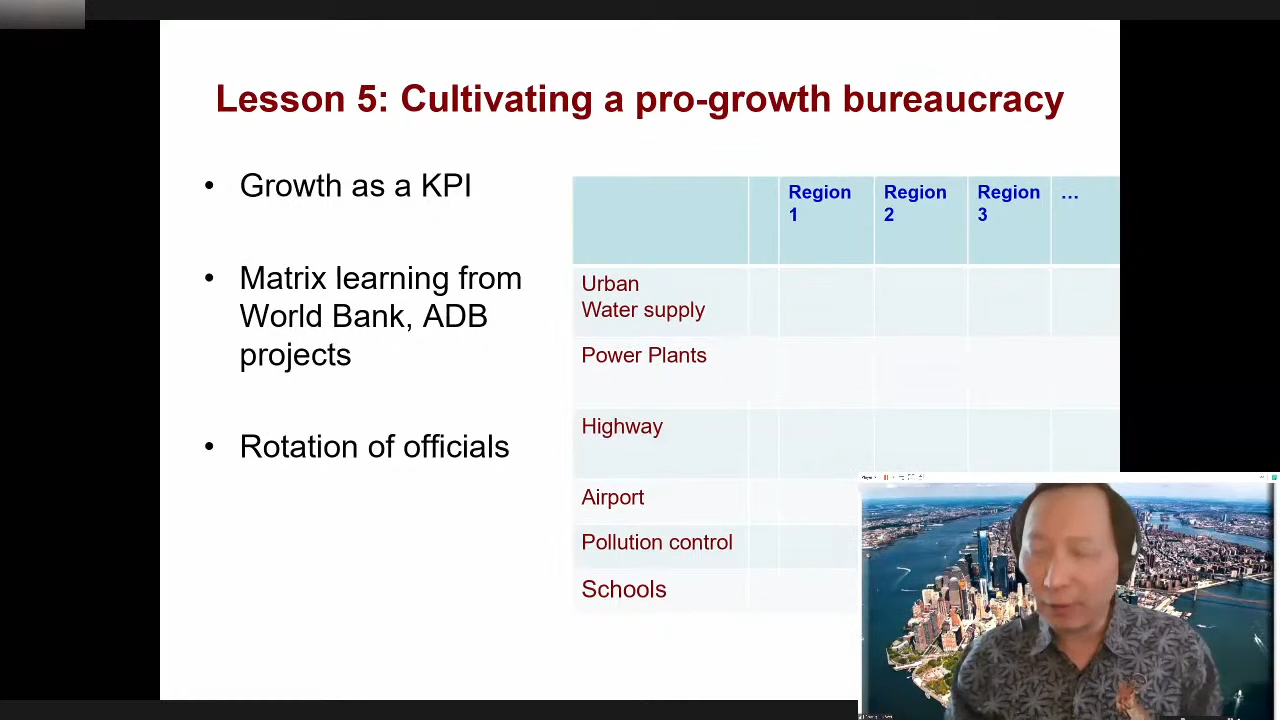 Lesson 5: Cultivating a pro-growth bureaucracy
• Growth as a KPI
• Matrix learning from
World Bank, ADB
projects
• Rotation of officials
Region 1
Region 2
Region 3
…
Urban
Water supply
Power Plants
Highway
Airport
Pollution control
Schools